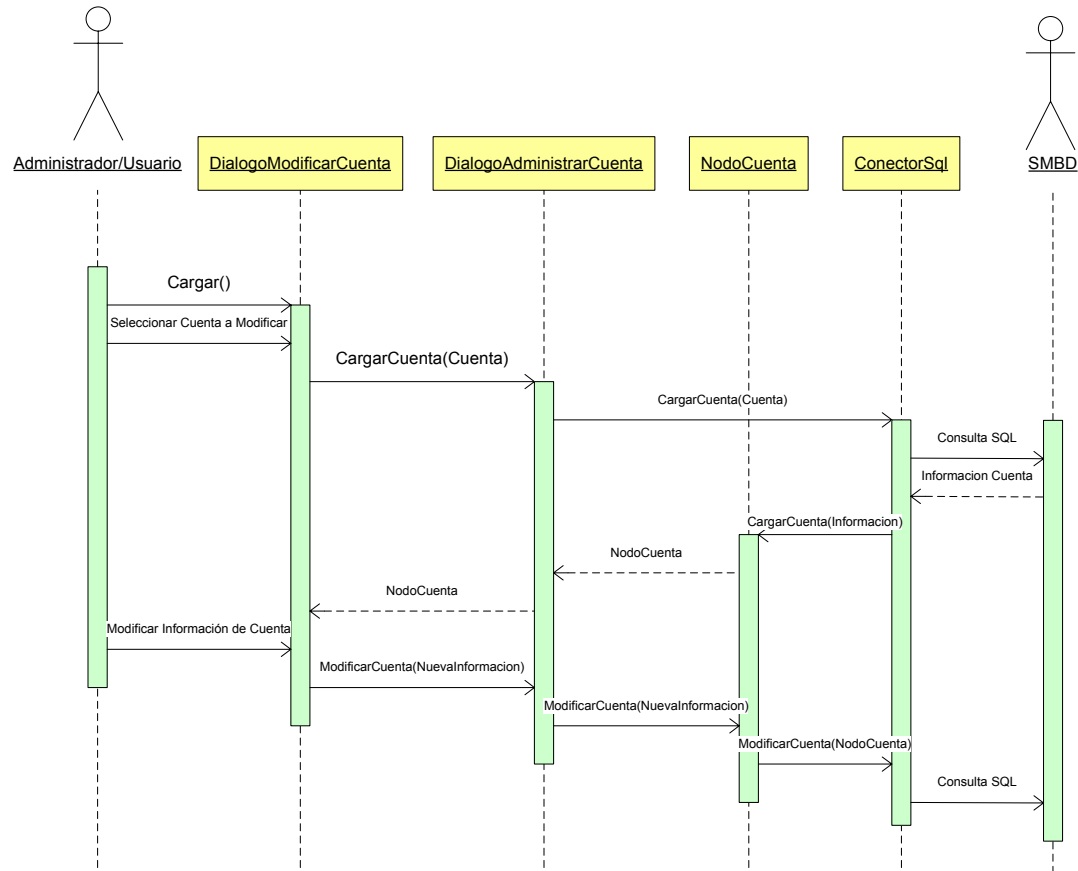 Administrador/Usuario
DialogoModificarCuenta
DialogoAdministrarCuenta
NodoCuenta
ConectorSql
SMBD
Cargar()
Seleccionar Cuenta a Modificar
CargarCuenta(Cuenta)
CargarCuenta(Cuenta)
Consulta SQL
Informacion Cuenta
CargarCuenta(Informacion)
NodoCuenta
NodoCuenta
Modificar Información de Cuenta
ModificarCuenta(NuevaInformacion)
ModificarCuenta(NuevaInformacion)
ModificarCuenta(NodoCuenta)
Consulta SQL